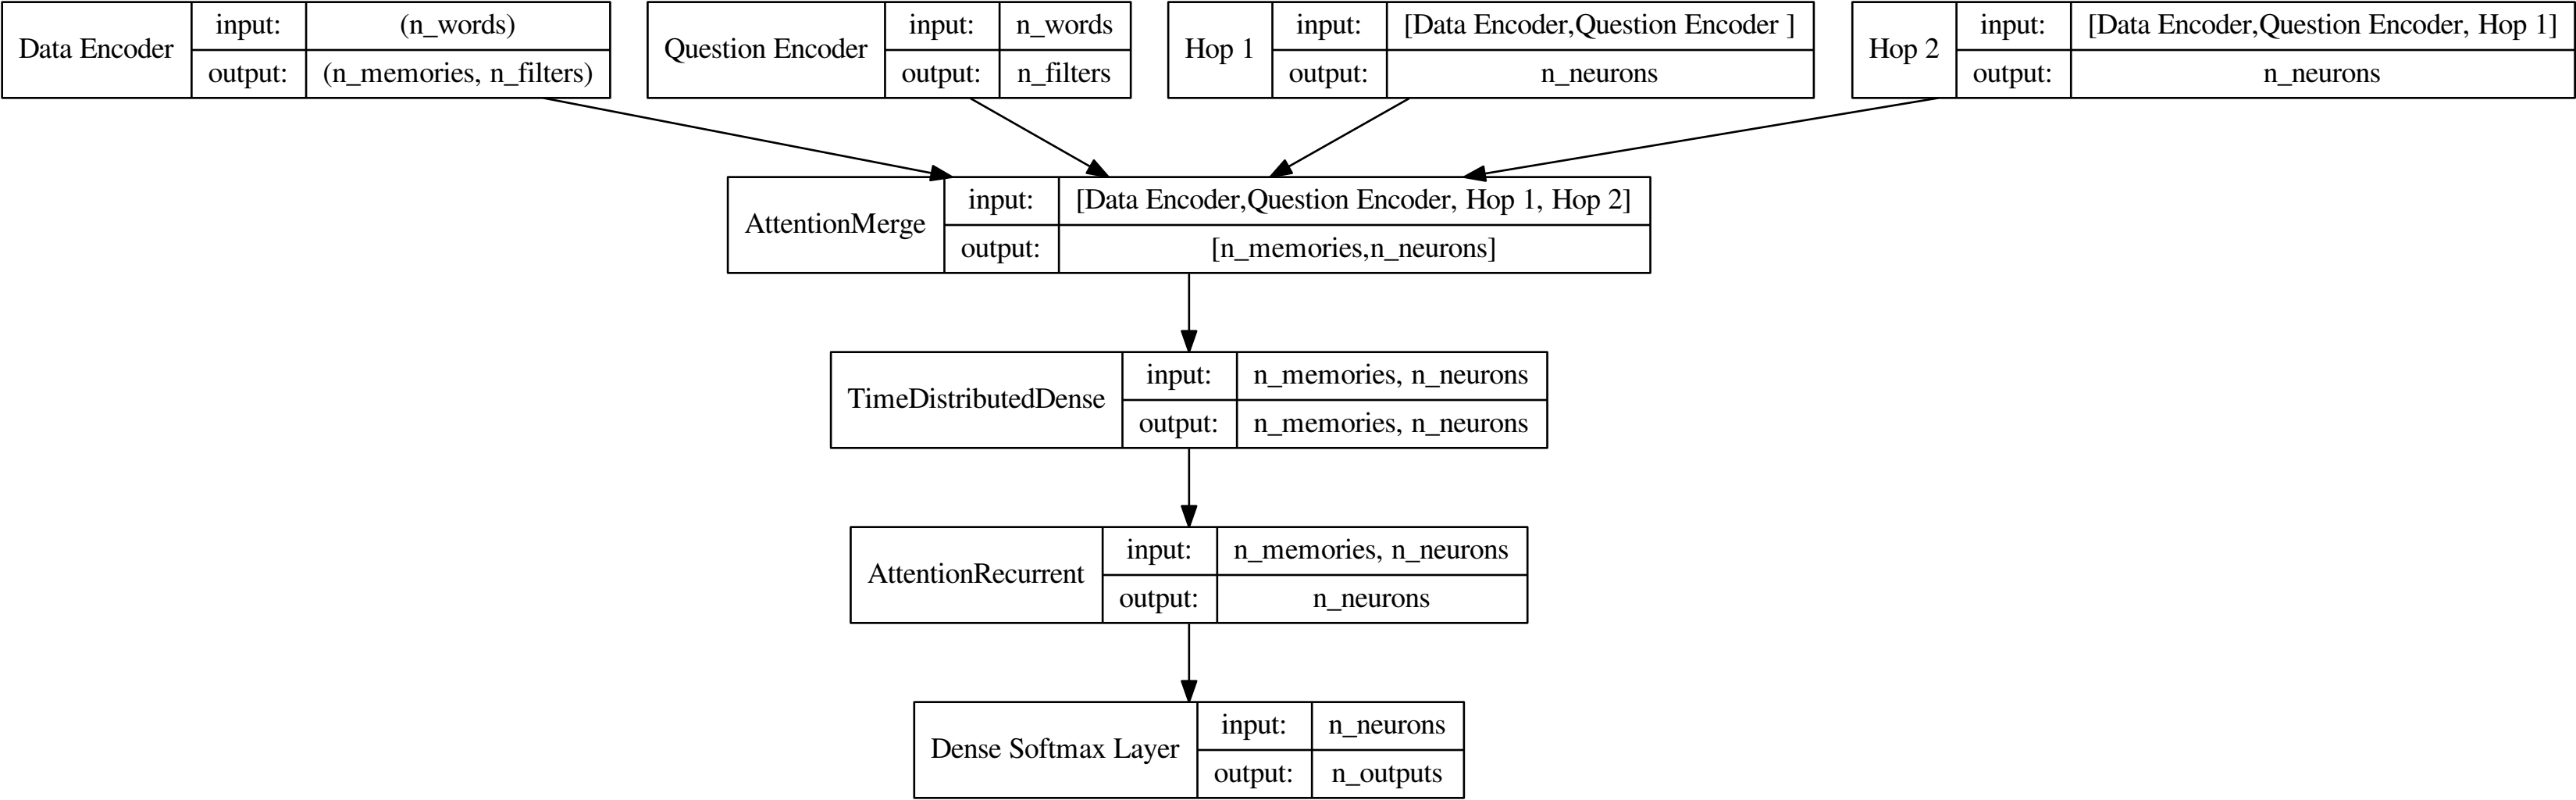 Data Encoder
input:
(n_words)
output:
(n_memories, n_filters)
Question Encoder
input:
n_words
output:
n_filters
Hop 1
input:
[Data Encoder,Question Encoder ]
output:
n_neurons
Hop 2
input:
[Data Encoder,Question Encoder, Hop 1]
output:
n_neurons
AttentionMerge
input:
[Data Encoder,Question Encoder, Hop 1, Hop 2]
output:
[n_memories,n_neurons]
TimeDistributedDense
input:
n_memories, n_neurons
output:
n_memories, n_neurons
AttentionRecurrent
input:
n_memories, n_neurons
output:
n_neurons
Dense Softmax Layer
input:
n_neurons
output:
n_outputs